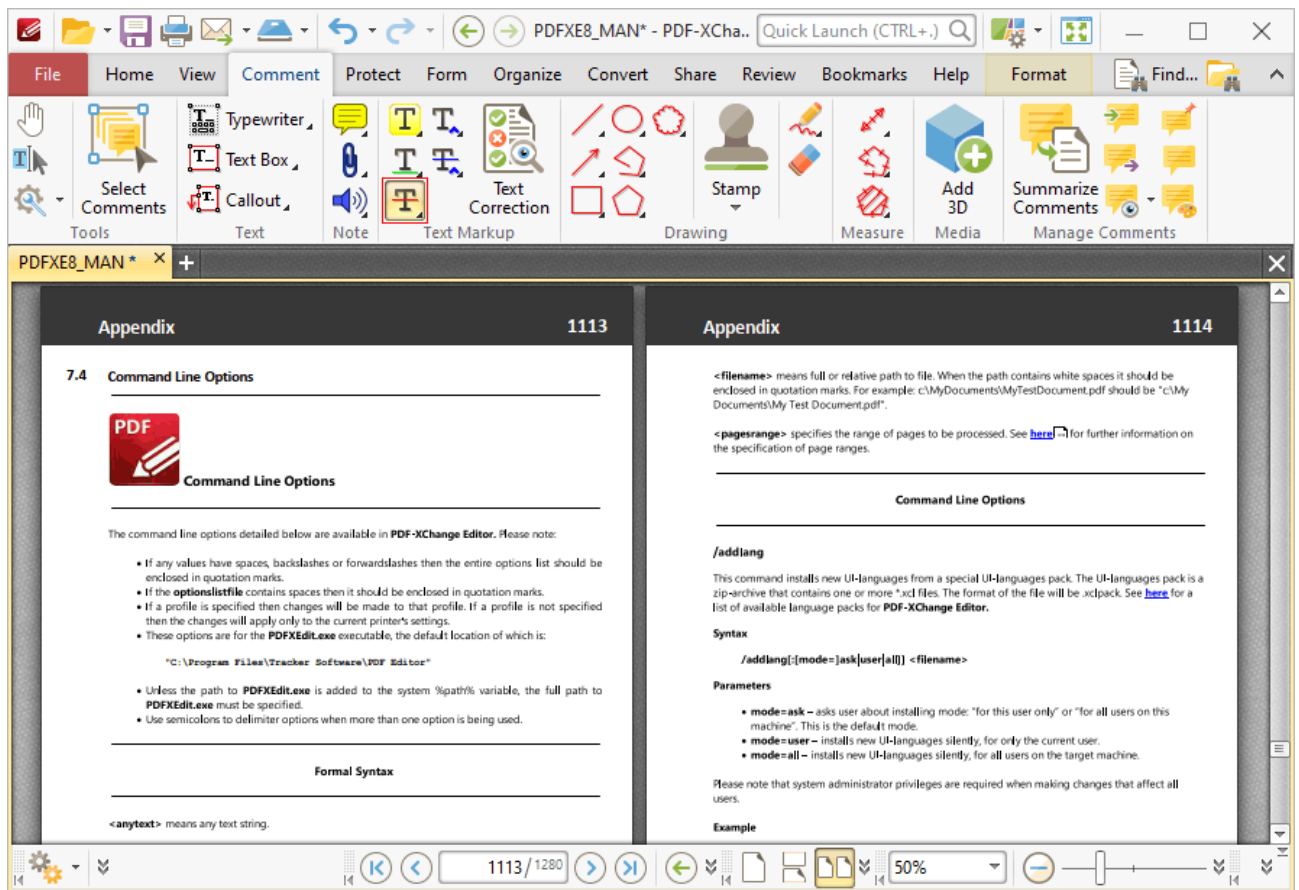 PDFXE8_MAN* - PDF-XCha..
Quick Launch (CTRL+.)
File Home View Comment Protect Form Organize Convert Share Review Bookmarks Help Format Find...
Typewriter
Text Box
Callout
Select
Comments
Text
Correction
Stamp
Add
3D
Summarize
Comments
Tools Text Note Text Markup Drawing Measure Media Manage Comments
PDFXE8_MAN *
Appendix 1113
7.4 Command Line Options
PDF
Command Line Options
The command line options detailed below are available in PDF-XChange Editor. Please note:
• If any values have spaces, backslashes or forwardslashes then the entire options list should be
enclosed in quotation marks.
• If the optionslistfile contains spaces then it should be enclosed in quotation marks.
• If a profile is specified then changes will be made to that profile. If a profile is not specified
then the changes will apply only to the current printer's settings.
• These options are for the PDFXEdit.exe executable, the default location of which is:
"C:\Program Files\Tracker Software\PDF Editor"
• Unless the path to PDFXEdit.exe is added to the system %path% variable, the full path to
PDFXEdit.exe must be specified.
• Use semicolons to delimiter options when more than one option is being used.
Formal Syntax
<anytext> means any text string.
Appendix 1114
<filename> means full or relative path to file. When the path contains white spaces it should be
enclosed in quotation marks. For example: c:\MyDocuments\MyTestDocument.pdf should be "c:\My
Documents\My Test Document.pdf".
<pagesrange> specifies the range of pages to be processed. See here for further information on
the specification of page ranges.
Command Line Options
/addlang
This command installs new UI-languages from a special UI-languages pack. The UI-languages pack is a
zip-archive that contains one or more *.xcl files. The format of the file will be .xclpack. See here for a
list of available language packs for PDF-XChange Editor.
Syntax
/addlang[:[mode=]ask|user|all]] <filename>
Parameters
• mode=ask – asks user about installing mode: "for this user only" or "for all users on this
machine". This is the default mode.
• mode=user – installs new UI-languages silently, for only the current user.
• mode=all – installs new UI-languages silently, for all users on the target machine.
Please note that system administrator privileges are required when making changes that affect all
users.
Example
1113/1280
50%